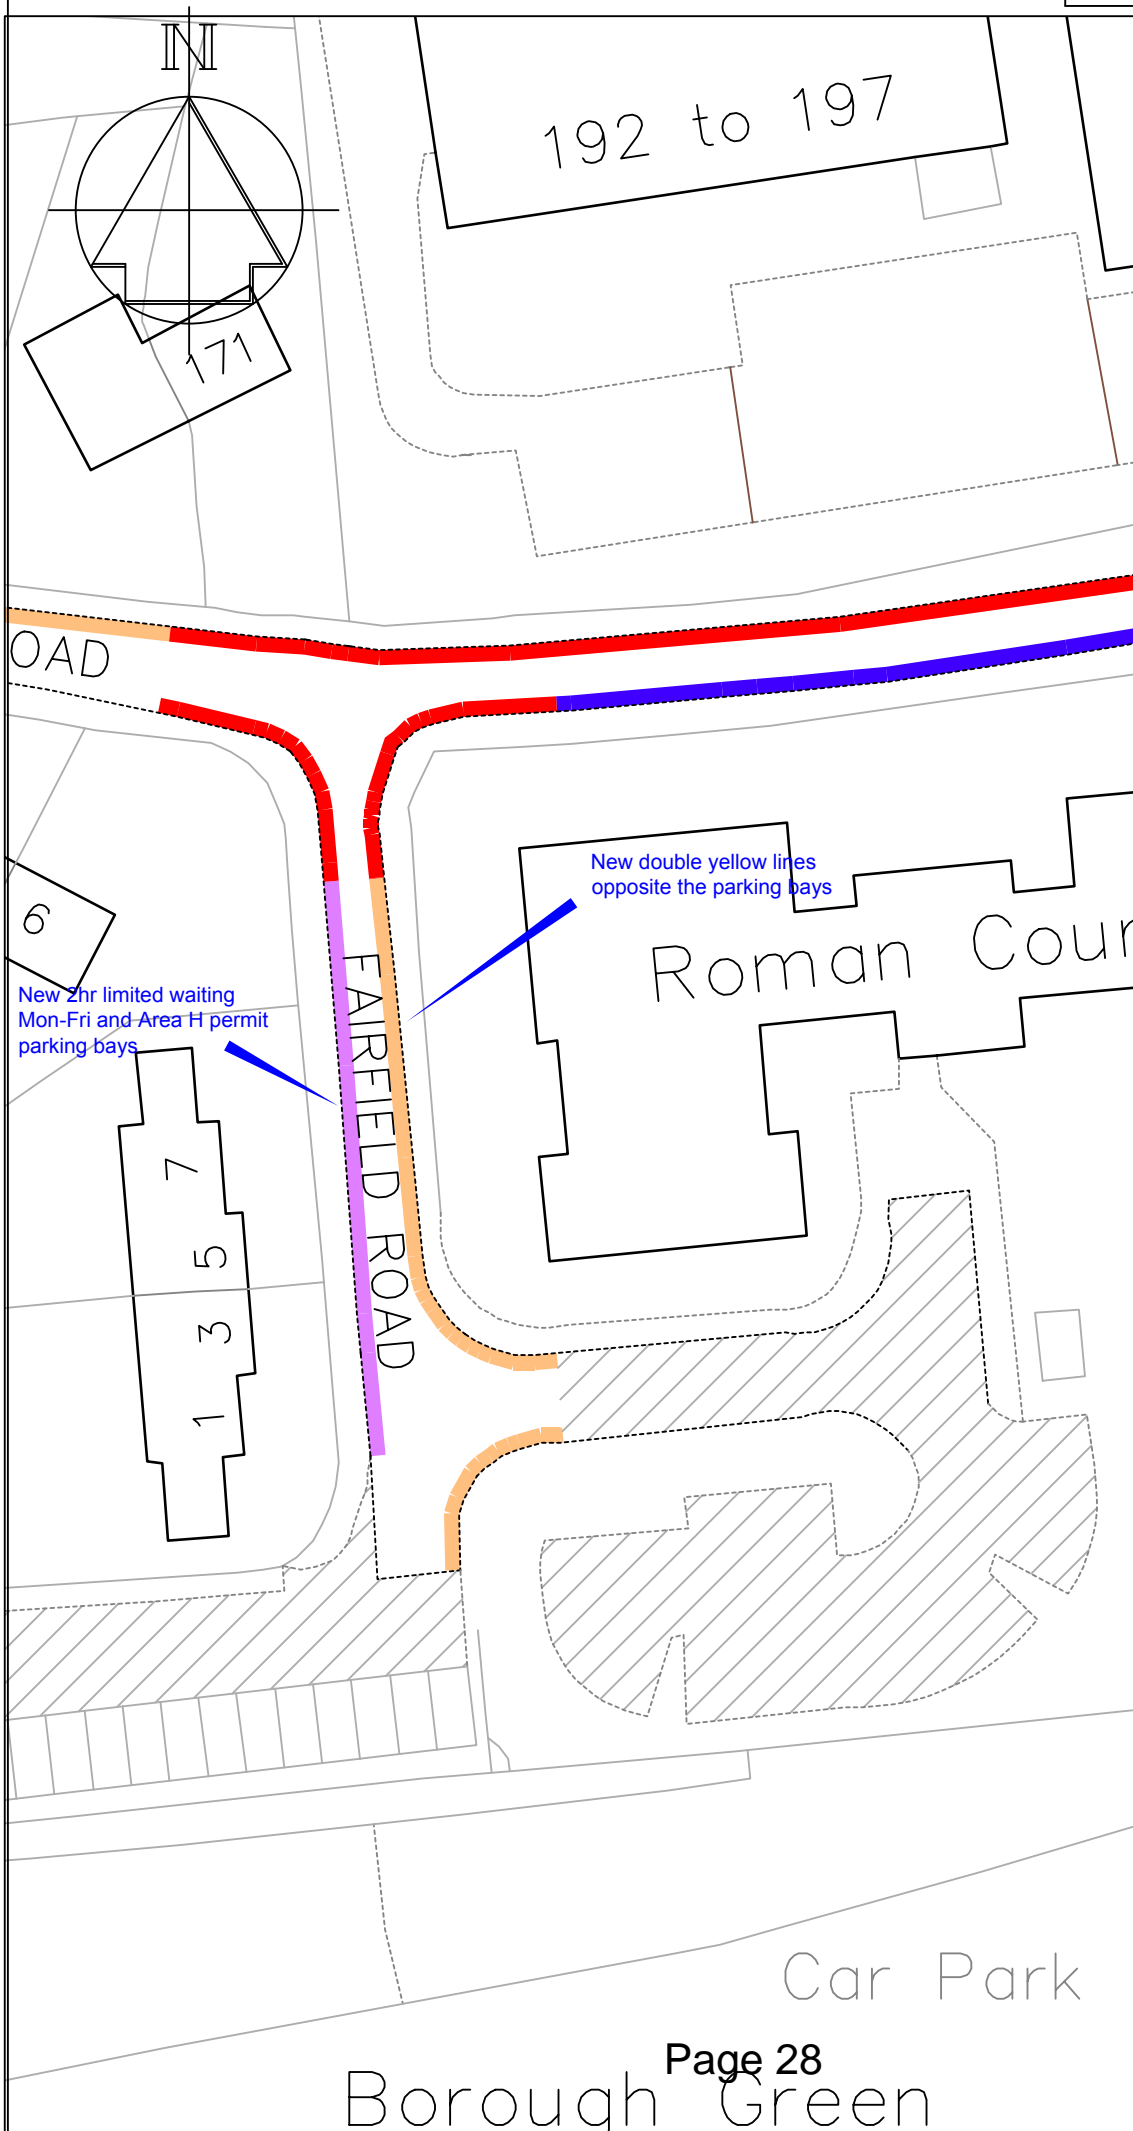 N
192 to 197
171
OAD
New double yellow lines
opposite the parking bays
6
Roman Cour
New 2hr limited waiting
Mon-Fri and Area H permit
parking bays
FAIRFIELD ROAD
7
5
3
1
Car Park
Page 28
Borough Green